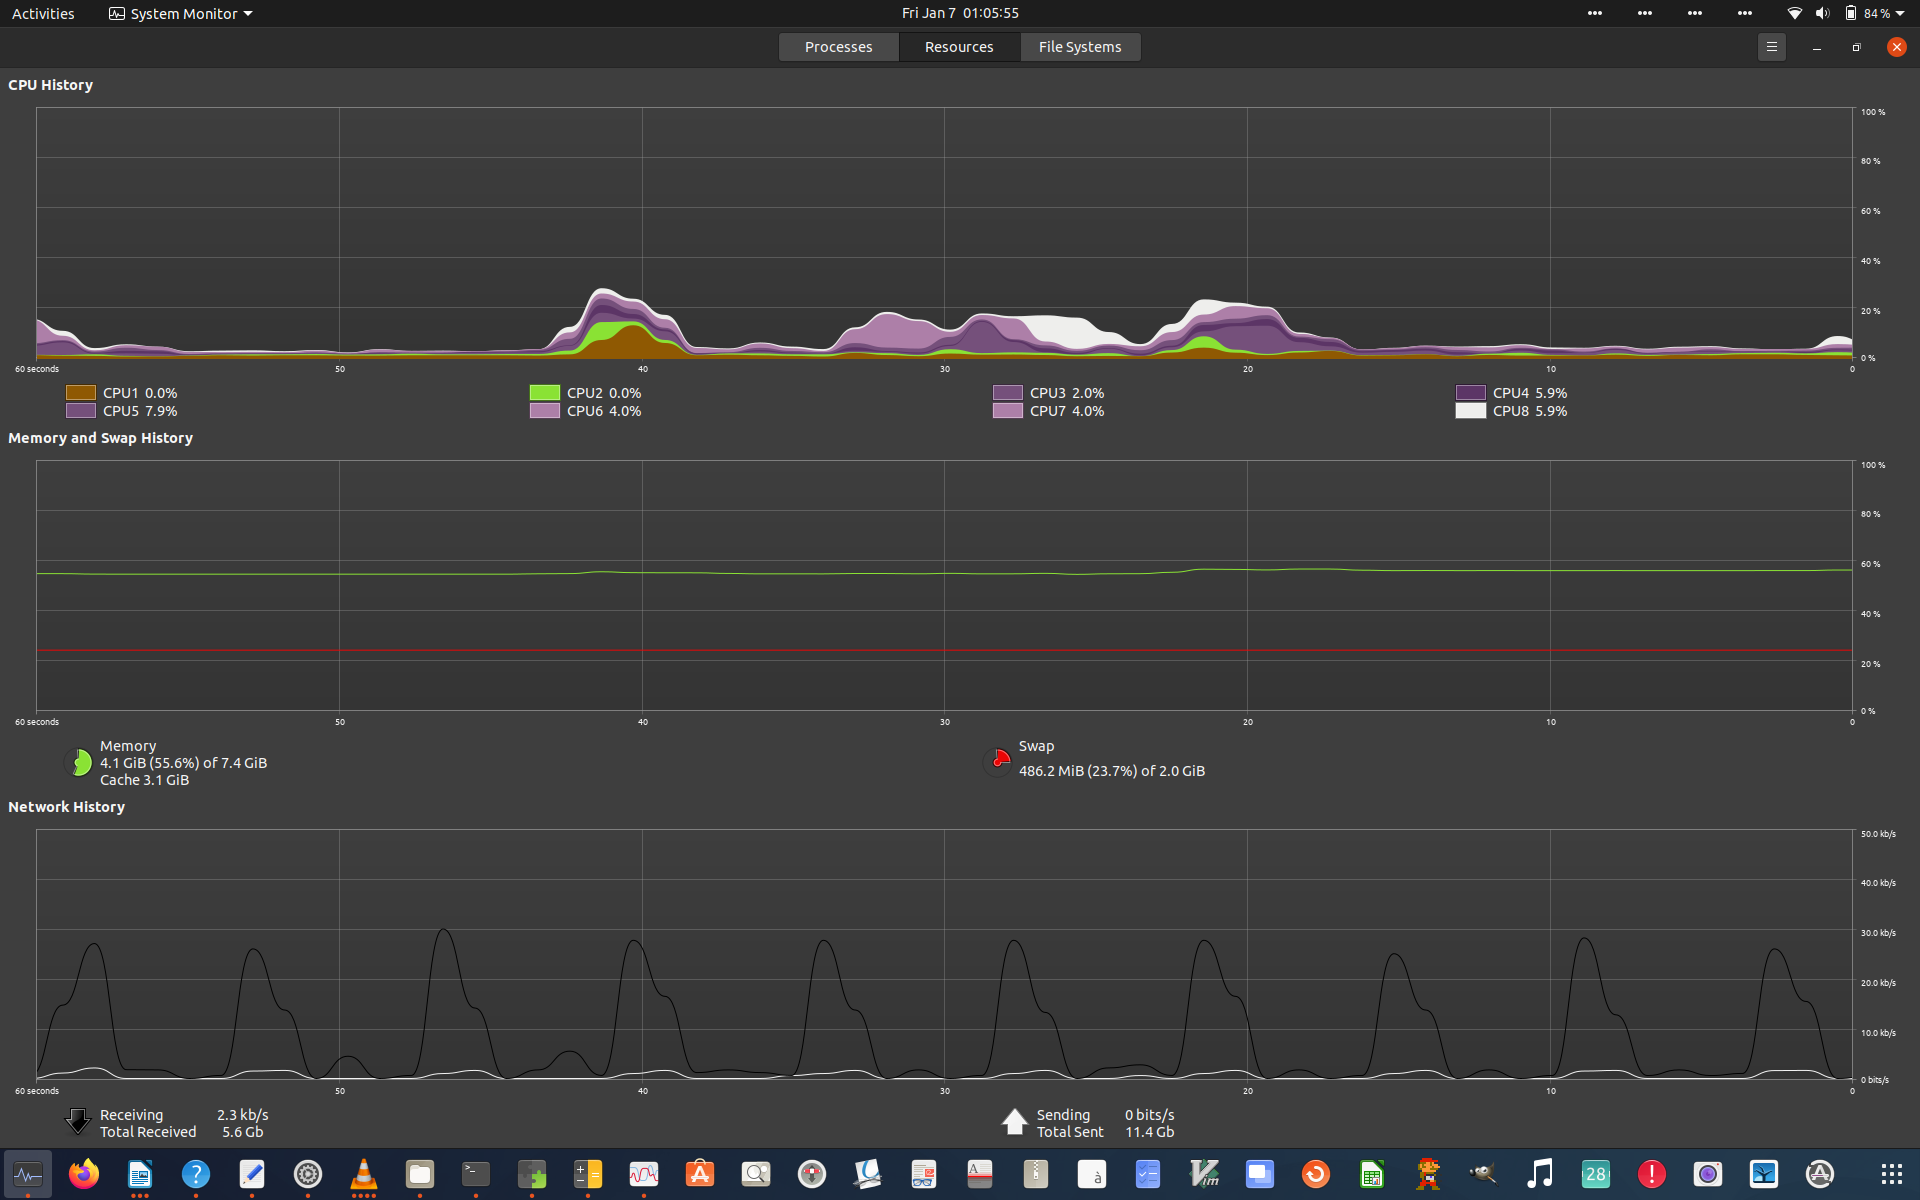 Activities
System Monitor
Fri Jan 7 01:05:55
84 %
Processes
Resources
File Systems
CPU History
100 %
80 %
60 %
40 %
20 %
0 %
60 seconds 50 40 30 20 10 0
CPU1 0.0%
CPU2 0.0%
CPU3 2.0%
CPU4 5.9%
CPU5 7.9%
CPU6 4.0%
CPU7 4.0%
CPU8 5.9%
Memory and Swap History
100 %
80 %
60 %
40 %
20 %
0 %
60 seconds 50 40 30 20 10 0
Memory
4.1 GiB (55.6%) of 7.4 GiB
Cache 3.1 GiB
Swap
486.2 MiB (23.7%) of 2.0 GiB
Network History
50.0 kb/s
40.0 kb/s
30.0 kb/s
20.0 kb/s
10.0 kb/s
0 bits/s
60 seconds 50 40 30 20 10 0
Receiving 2.3 kb/s
Total Received 5.6 Gb
Sending 0 bits/s
Total Sent 11.4 Gb
?
>_
A
à
Vim
28
!